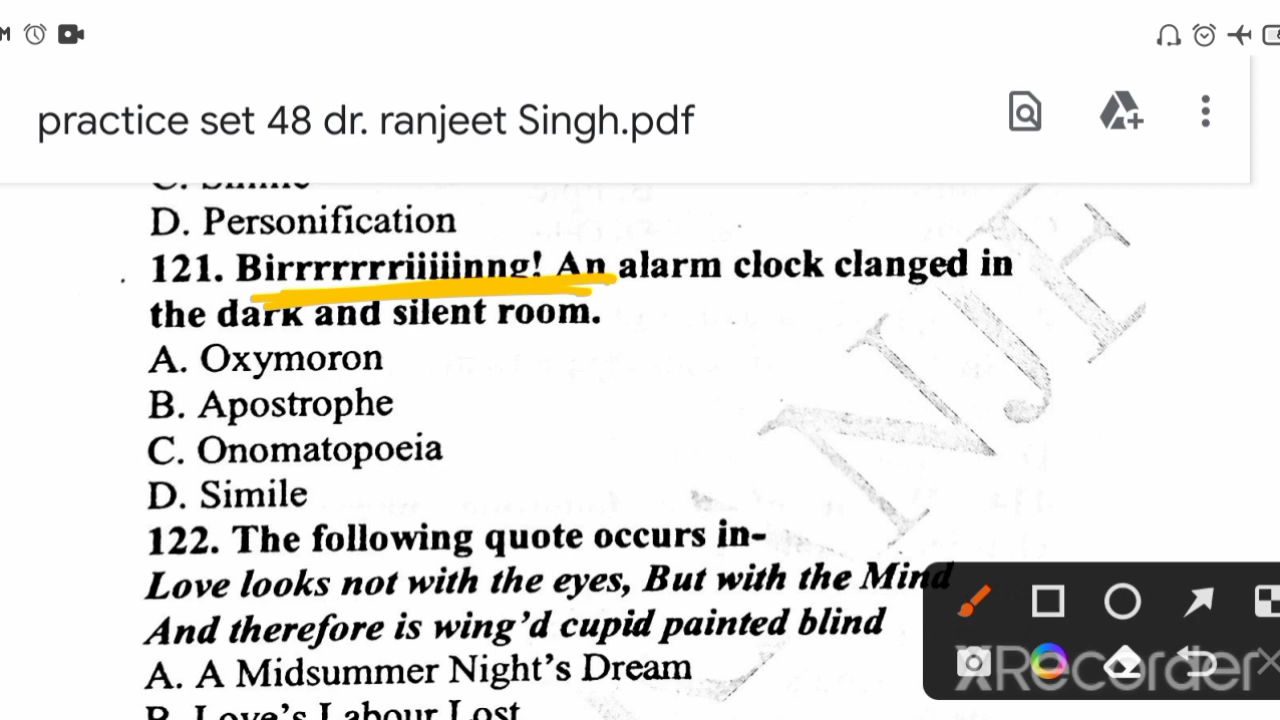 practice set 48 dr. ranjeet Singh.pdf
D. Personification
121. Birrrrrrriiiiinng! An alarm clock clanged in
the dark and silent room.
A. Oxymoron
B. Apostrophe
C. Onomatopoeia
D. Simile
122. The following quote occurs in-
Love looks not with the eyes, But with the Mind
And therefore is wing'd cupid painted blind
A. A Midsummer Night's Dream
B. Love's Labour Lost
XRecorder